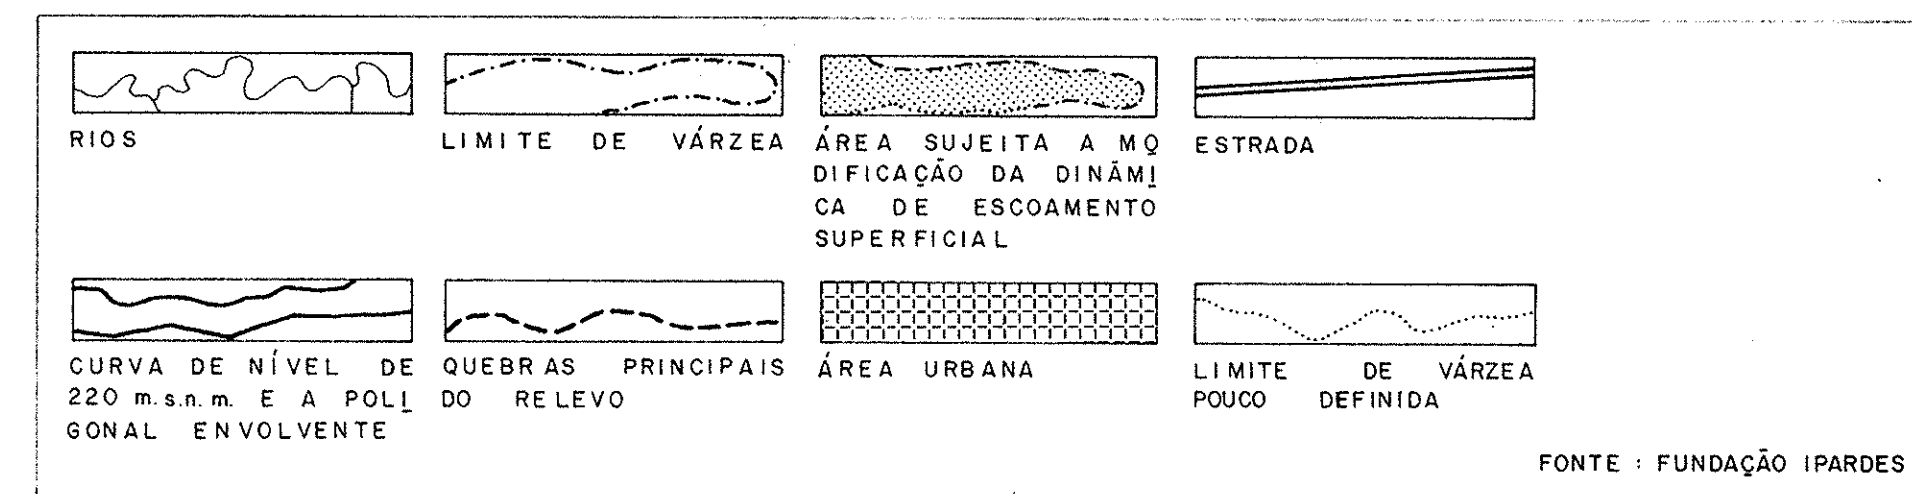 RIOS
LIMITE DE VÁRZEA
ÁREA SUJEITA A MO
DIFICAÇÃO DA DINÂMI
CA DE ESCOAMENTO
SUPERFICIAL
ESTRADA
CURVA DE NÍVEL DE
220 m.s.n.m. E A POLI
GONAL ENVOLVENTE
QUEBRAS PRINCIPAIS
DO RELEVO
ÁREA URBANA
LIMITE DE VÁRZEA
POUCO DEFINIDA
FONTE : FUNDAÇÃO IPARDES